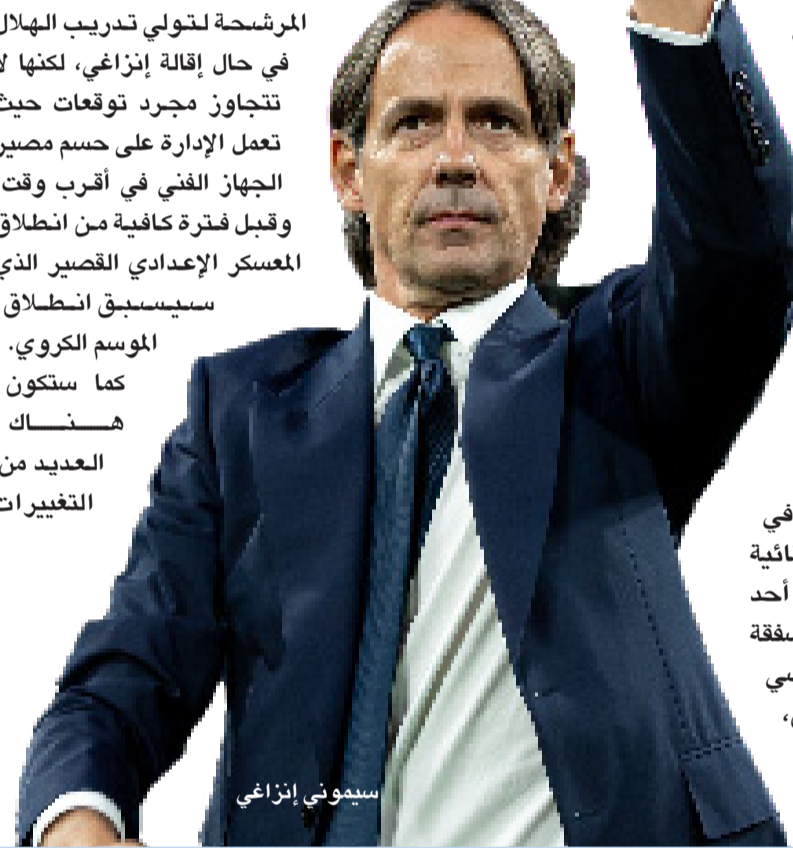 المرشحة لتولي تدريب الهلال
في حال إقالة إنزاغي، لكنها لا
تتجاوز مجرد توقعات حيث
تعمل الإدارة على حسم مصير
الجهاز الفني في أقرب وقت
وقبل فترة كافية من انطلاق
المعسكر الإعدادي القصير الذي
سيسبق انطلاق
الموسم الكروي.
كما ستكون
هناك
العديد من
التغييرات
سيموني إنزاغي
في
أحد